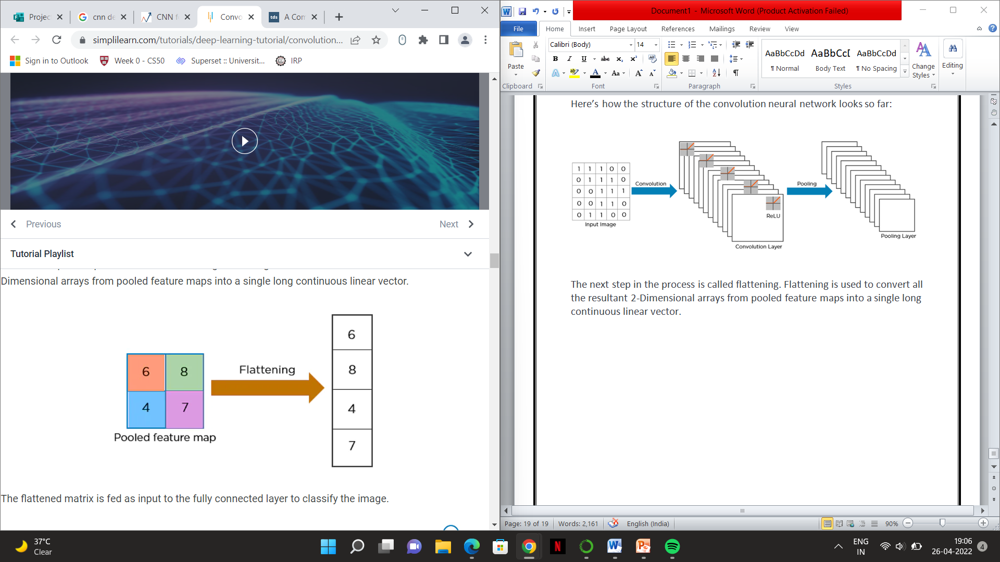 Projec
cn de
CNN f
Convo
tds
A Con
simplilearn.com/tutorials/deep-learning-tutorial/convolution...
Sign in to Outlook
Week 0 - CS50
Superset :: Universit...
IRP
Previous
Next
Tutorial Playlist
Dimensional arrays from pooled feature maps into a single long continuous linear vector.
6
8
4
7
Pooled feature map
Flattening
6
8
4
7
The flattened matrix is fed as input to the fully connected layer to classify the image.
Document1 - Microsoft Word (Product Activation Failed)
File
Home
Insert
Page Layout
References
Mailings
Review
View
Paste
Clipboard
Calibri (Body)
14
B I U abc x₂ x²
Aa
Font
Paragraph
AaBbCcDd
AaBbCc
AaBbCcDd
¶ Normal
Body Text
¶ No Spacing
Change
Styles
Editing
Styles
Here's how the structure of the convolution neural network looks so far:
1 1 1 0 0
0 1 1 1 0
0 0 1 1 1
0 0 1 1 0
0 1 1 0 0
Input Image
Convolution
ReLU
Convolution Layer
Pooling
Pooling Layer
The next step in the process is called flattening. Flattening is used to convert all
the resultant 2-Dimensional arrays from pooled feature maps into a single long
continuous linear vector.
Page: 19 of 19
Words: 2,161
English (India)
90%
37°C
Clear
ENG
IN
19:06
26-04-2022
4